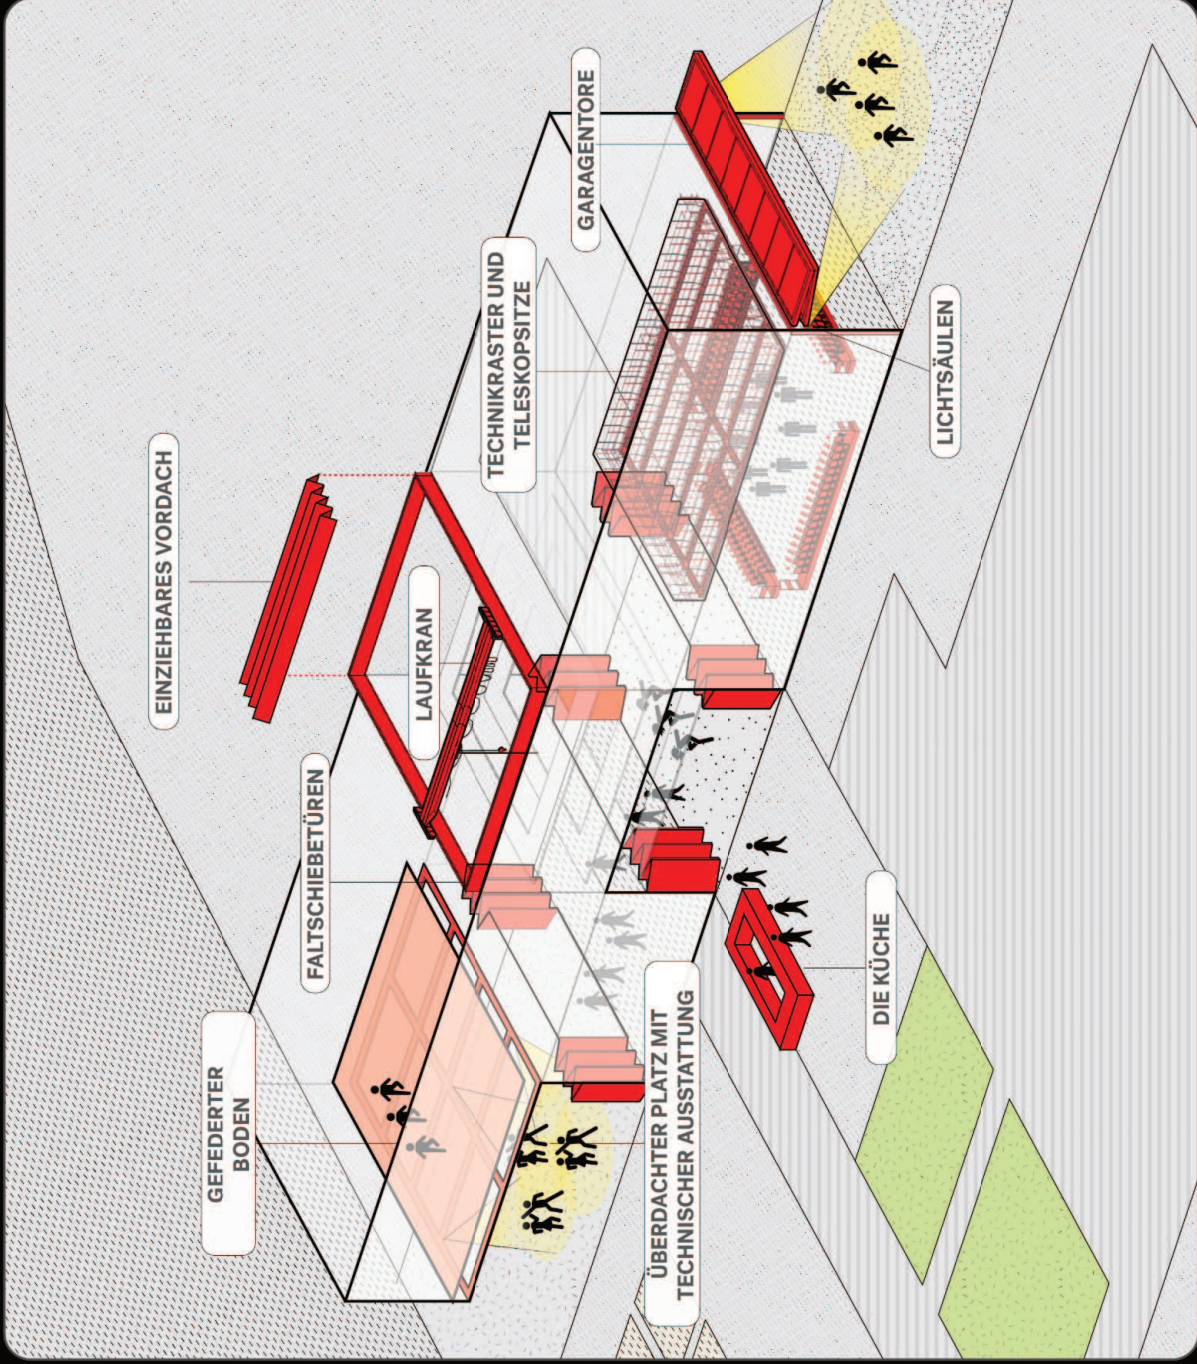 EINZIEHBARES VORDACH
GEFEDERTER
BODEN
FALTSCHIEBETÜREN
LAUFKRAN
TECHNIKRASTER UND
TELESKOPSITZE
GARAGENTORE
ÜBERDACHTER PLATZ MIT
TECHNISCHER AUSSTATTUNG
DIE KÜCHE
LICHTSÄULEN